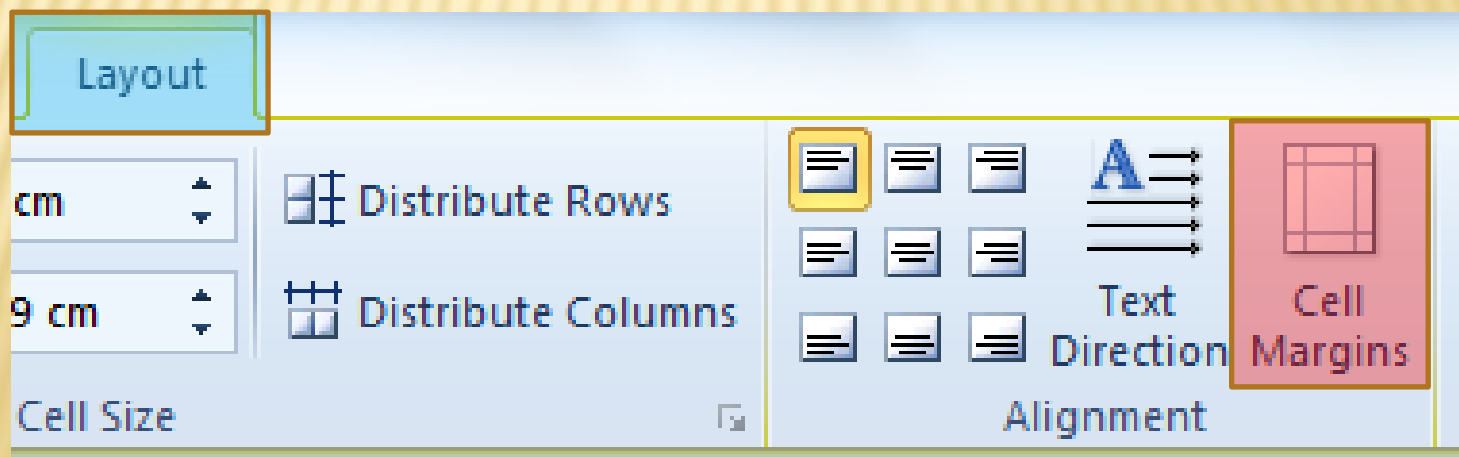 Layout
cm
Distribute Rows
9 cm
Distribute Columns
Text
Direction
Cell
Margins
Cell Size
Alignment